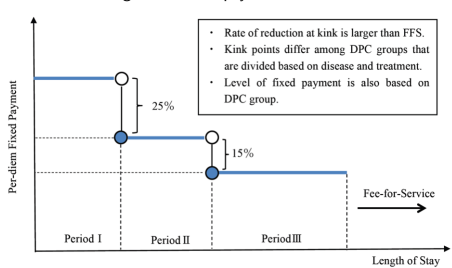 Rate of reduction at kink is larger than FFS.
Kink points differ among DPC groups that
are divided based on disease and treatment.
Level of fixed payment is also based on
DPC group.
Per-diem Fixed Payment
25%
15%
Fee-for-Service
Period I
Period II
PeriodIII
Length of Stay